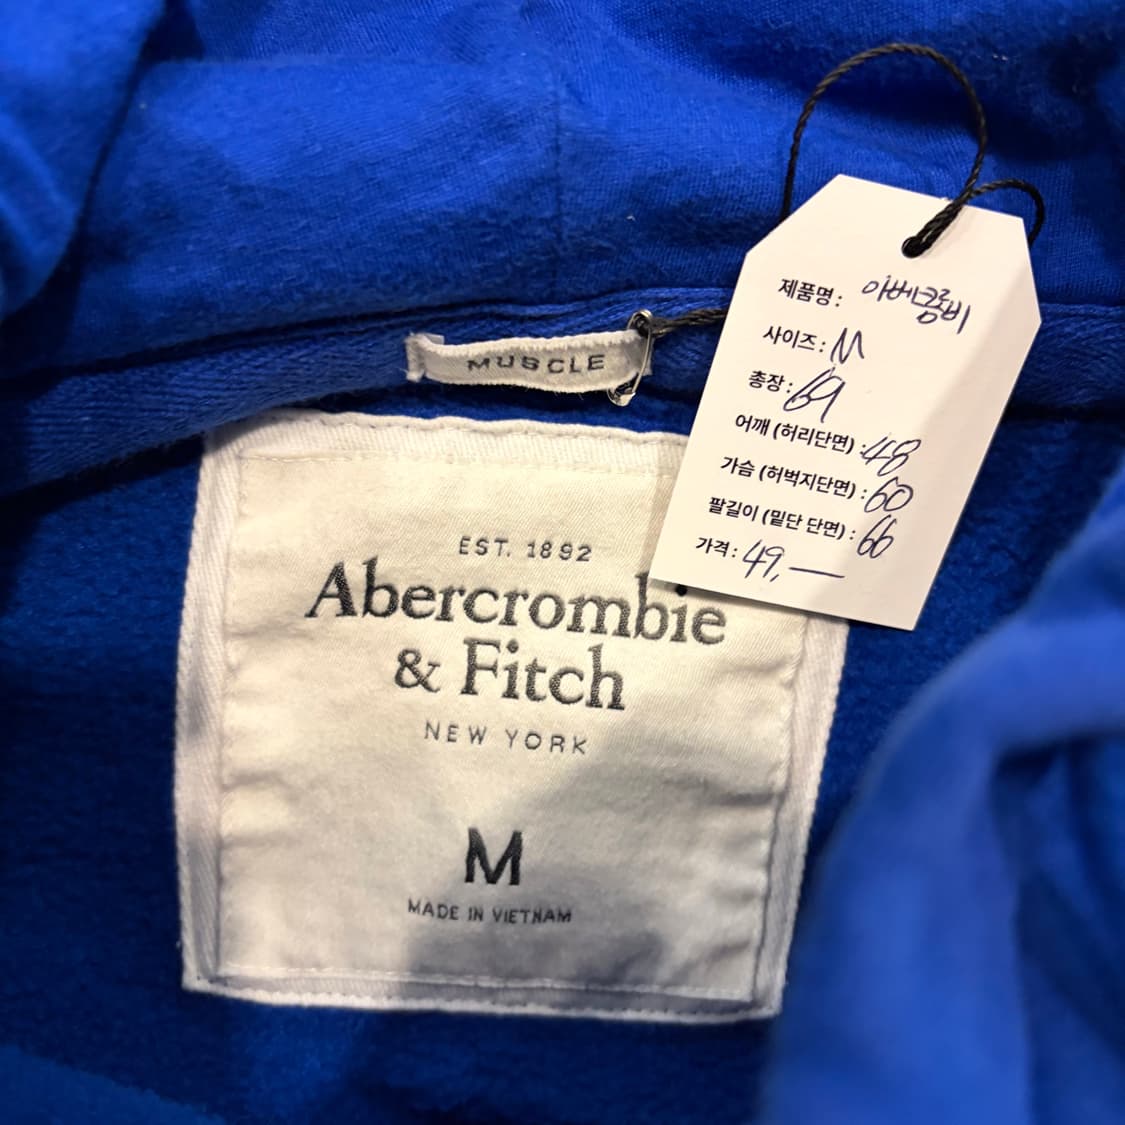 제품명: 아베크롬비
사이즈: M
총장: 69
어깨 (허리단면) : 48
가슴 (허벅지단면) : 60
팔길이 (밑단 단면) : 66
가격: 49,—
MUSCLE
EST. 1892
Abercrombie
& Fitch
NEW YORK
M
MADE IN VIETNAM